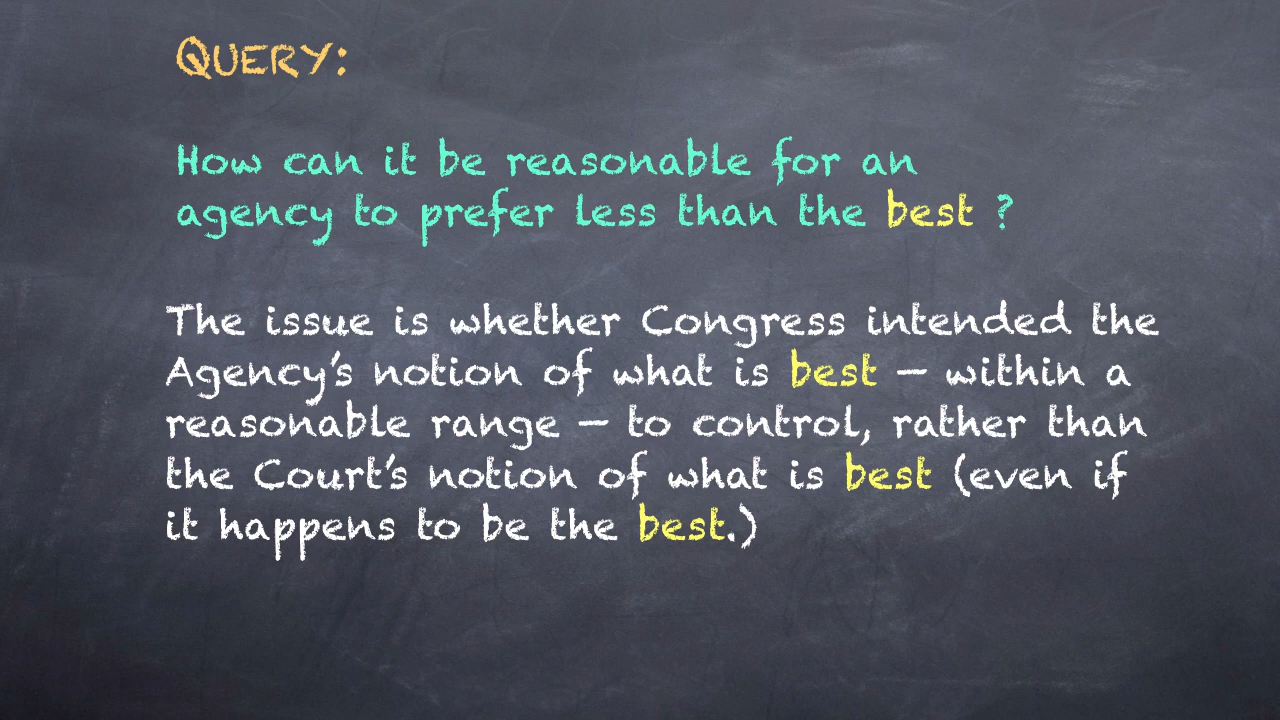 QUERY:
How can it be reasonable for an
agency to prefer less than the best ?
The issue is whether Congress intended the
Agency's notion of what is best — within a
reasonable range — to control, rather than
the Court's notion of what is best (even if
it happens to be the best.)